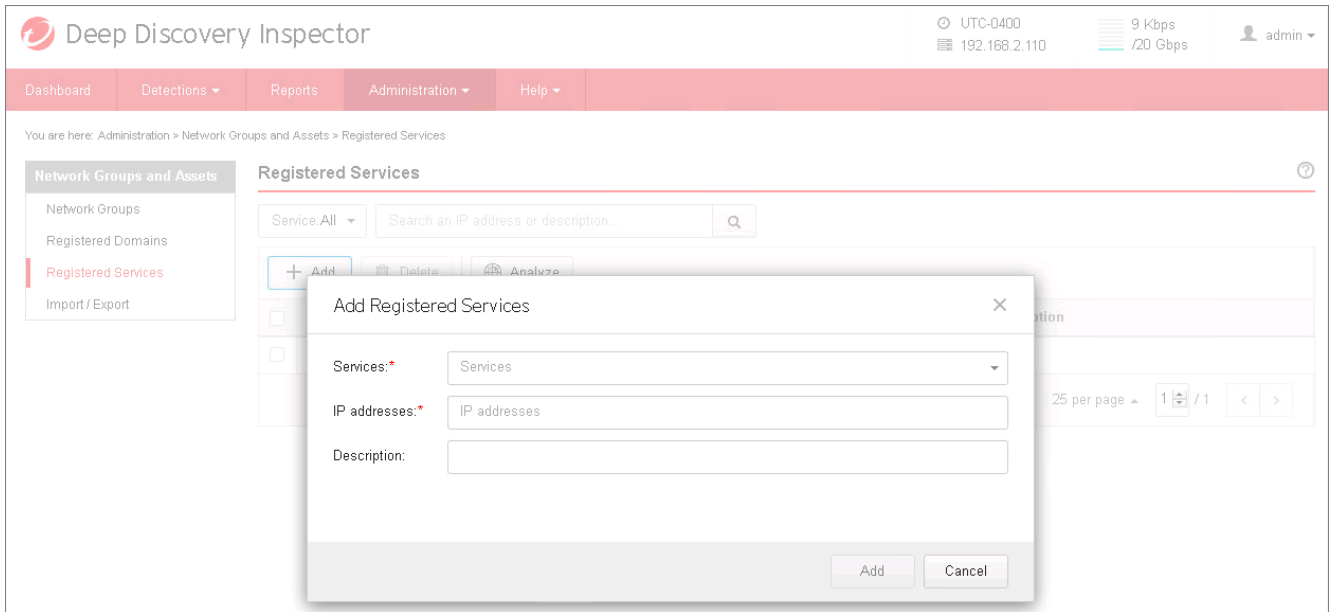 Deep Discovery Inspector
UTC-0400
192.168.2.110
9 Kbps
/20 Gbps
admin
Dashboard Detections Reports Administration Help
You are here: Administration > Network Groups and Assets > Registered Services
Network Groups and Assets
Network Groups
Registered Domains
Registered Services
Import / Export
Registered Services
Service:All Search an IP address or description...
Add Delete Analyze
Add Registered Services
Services:* Services
IP addresses:* IP addresses
Description:
Add Cancel
25 per page 1 / 1